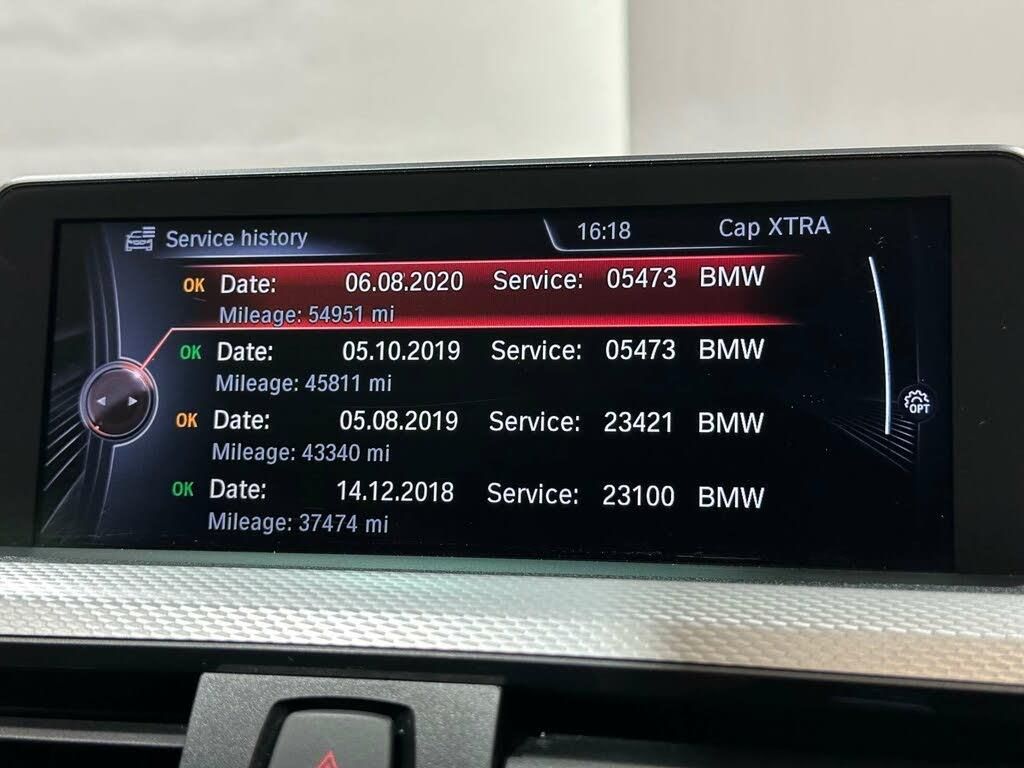 Service history 16:18 Cap XTRA
OK Date: 06.08.2020 Service: 05473 BMW
Mileage: 54951 mi
OK Date: 05.10.2019 Service: 05473 BMW
Mileage: 45811 mi
OPT
OK Date: 05.08.2019 Service: 23421 BMW
Mileage: 43340 mi
OK Date: 14.12.2018 Service: 23100 BMW
Mileage: 37474 mi